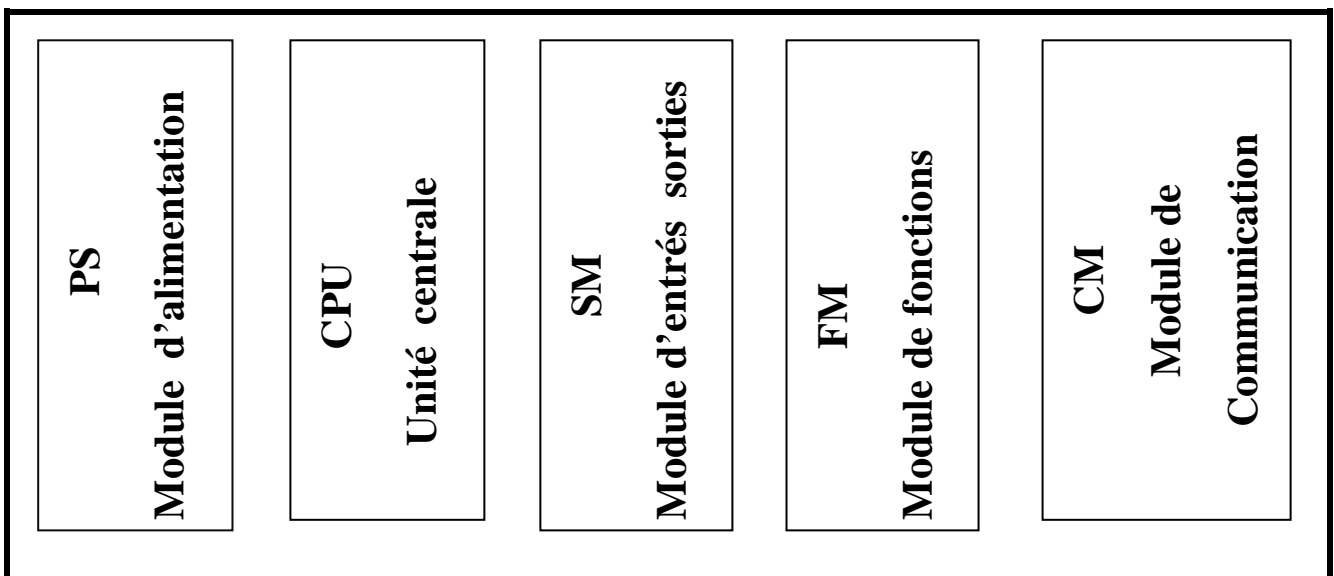 PS
Module d’alimentation
CPU
Unité centrale
SM
Module d’entrés sorties
FM
Module de fonctions
CM
Module de
Communication